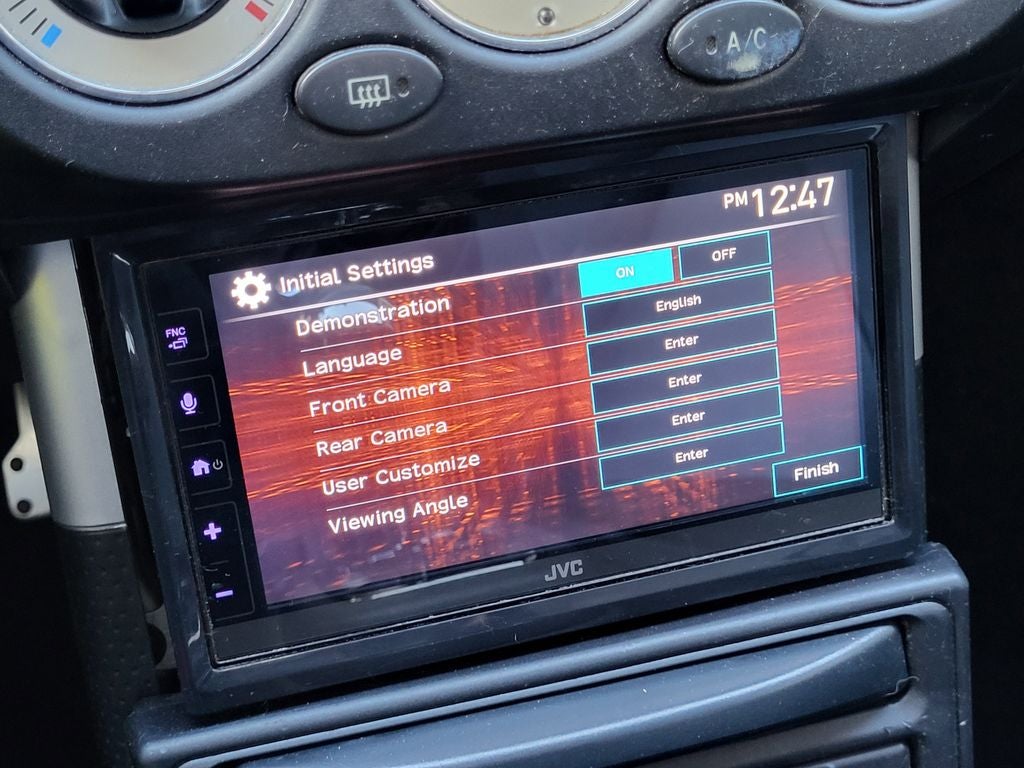 A/C
PM 12:47
Initial Settings
Demonstration ON OFF
Language English
Front Camera Enter
Rear Camera Enter
User Customize Enter
Viewing Angle Enter
Finish
FNC
JVC